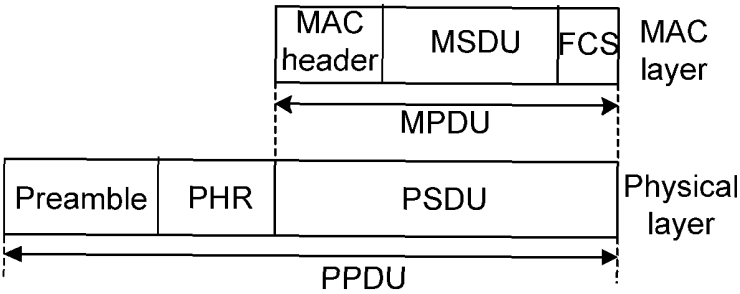 MAC header MSDU FCS MAC layer
MPDU
Preamble PHR PSDU Physical layer
PPDU